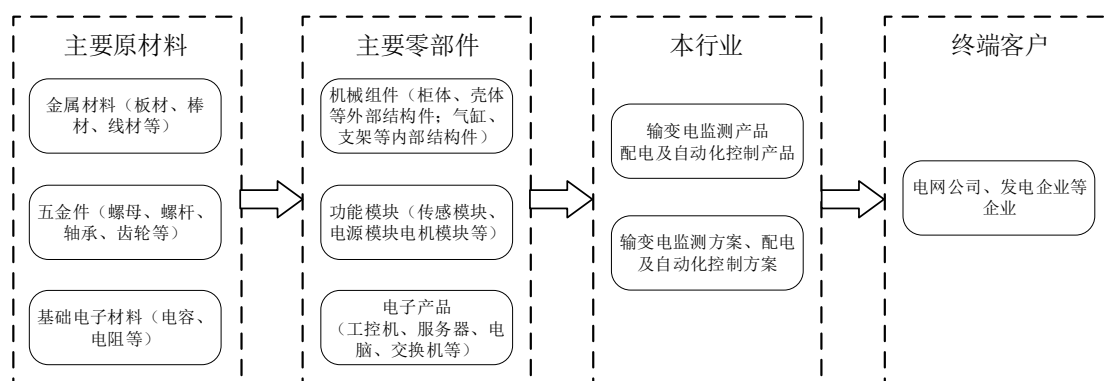 主要原材料
金属材料（板材、棒
材、线材等）
五金件（螺母、螺杆、
轴承、齿轮等）
基础电子材料（电容、
电阻等）
主要零部件
机械组件（柜体、壳体
等外部结构件；气缸、
支架等内部结构件）
功能模块（传感模块、
电源模块电机模块等）
电子产品
（工控机、服务器、电
脑、交换机等）
本行业
输变电监测产品
配电及自动化控制产品
输变电监测方案、配电
及自动化控制方案
终端客户
电网公司、发电企业等
企业